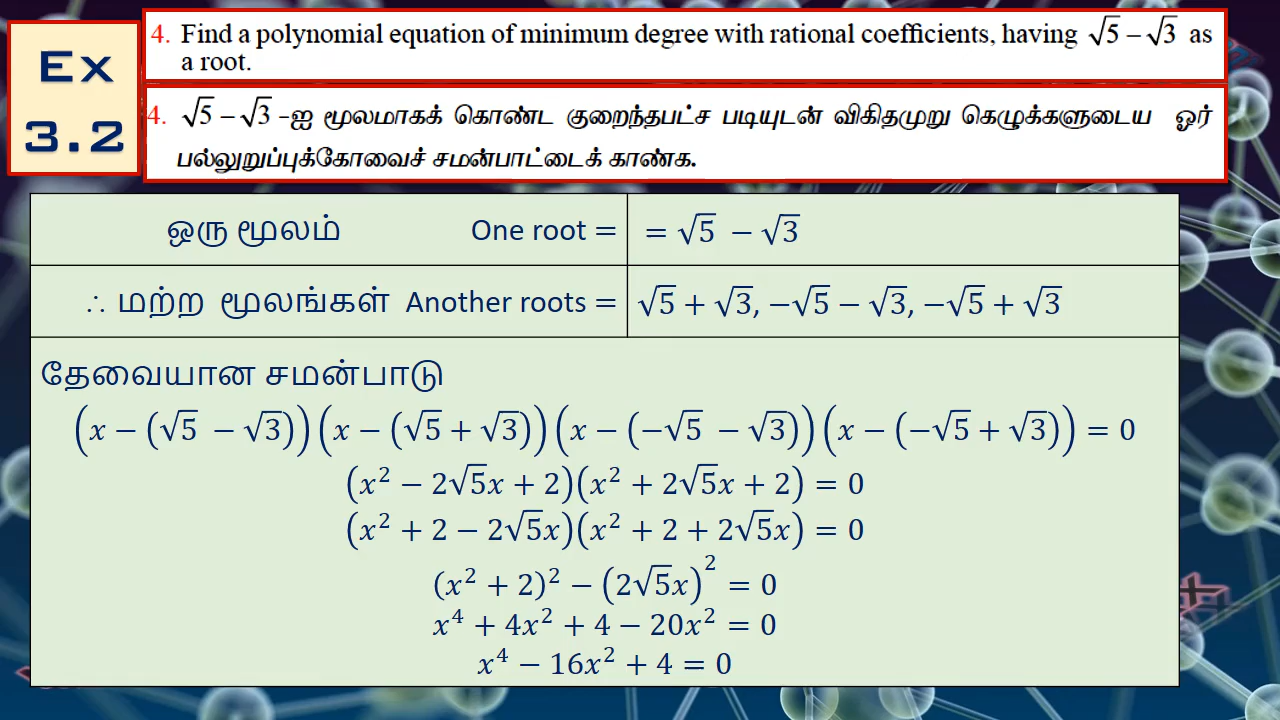 Ex
3.2
4. Find a polynomial equation of minimum degree with rational coefficients, having √5 − √3 as
a root.
4. √5 − √3 -ஐ மூலமாகக் கொண்ட குறைந்தபட்ச படியுடன் விகிதமுறு கெழுக்களுடைய ஓர்
பல்லுறுப்புக்கோவைச் சமன்பாட்டைக் காண்க.
ஒரு மூலம் One root = = √5 − √3
∴ மற்ற மூலங்கள் Another roots = √5 + √3, −√5 − √3, −√5 + √3
தேவையான சமன்பாடு
(x − (√5 − √3))(x − (√5 + √3))(x − (−√5 − √3))(x − (−√5 + √3)) = 0
(x² − 2√5x + 2)(x² + 2√5x + 2) = 0
(x² + 2 − 2√5x)(x² + 2 + 2√5x) = 0
(x² + 2)² − (2√5x)² = 0
x⁴ + 4x² + 4 − 20x² = 0
x⁴ − 16x² + 4 = 0